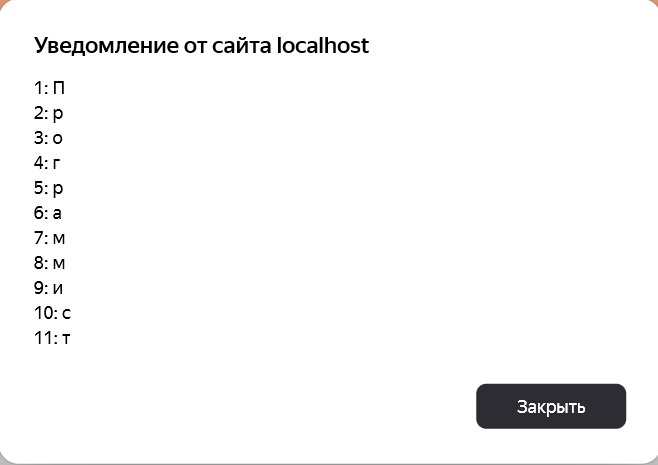 Уведомление от сайта localhost
1: П
2: р
3: о
4: г
5: р
6: а
7: м
8: м
9: и
10: с
11: т
Закрыть